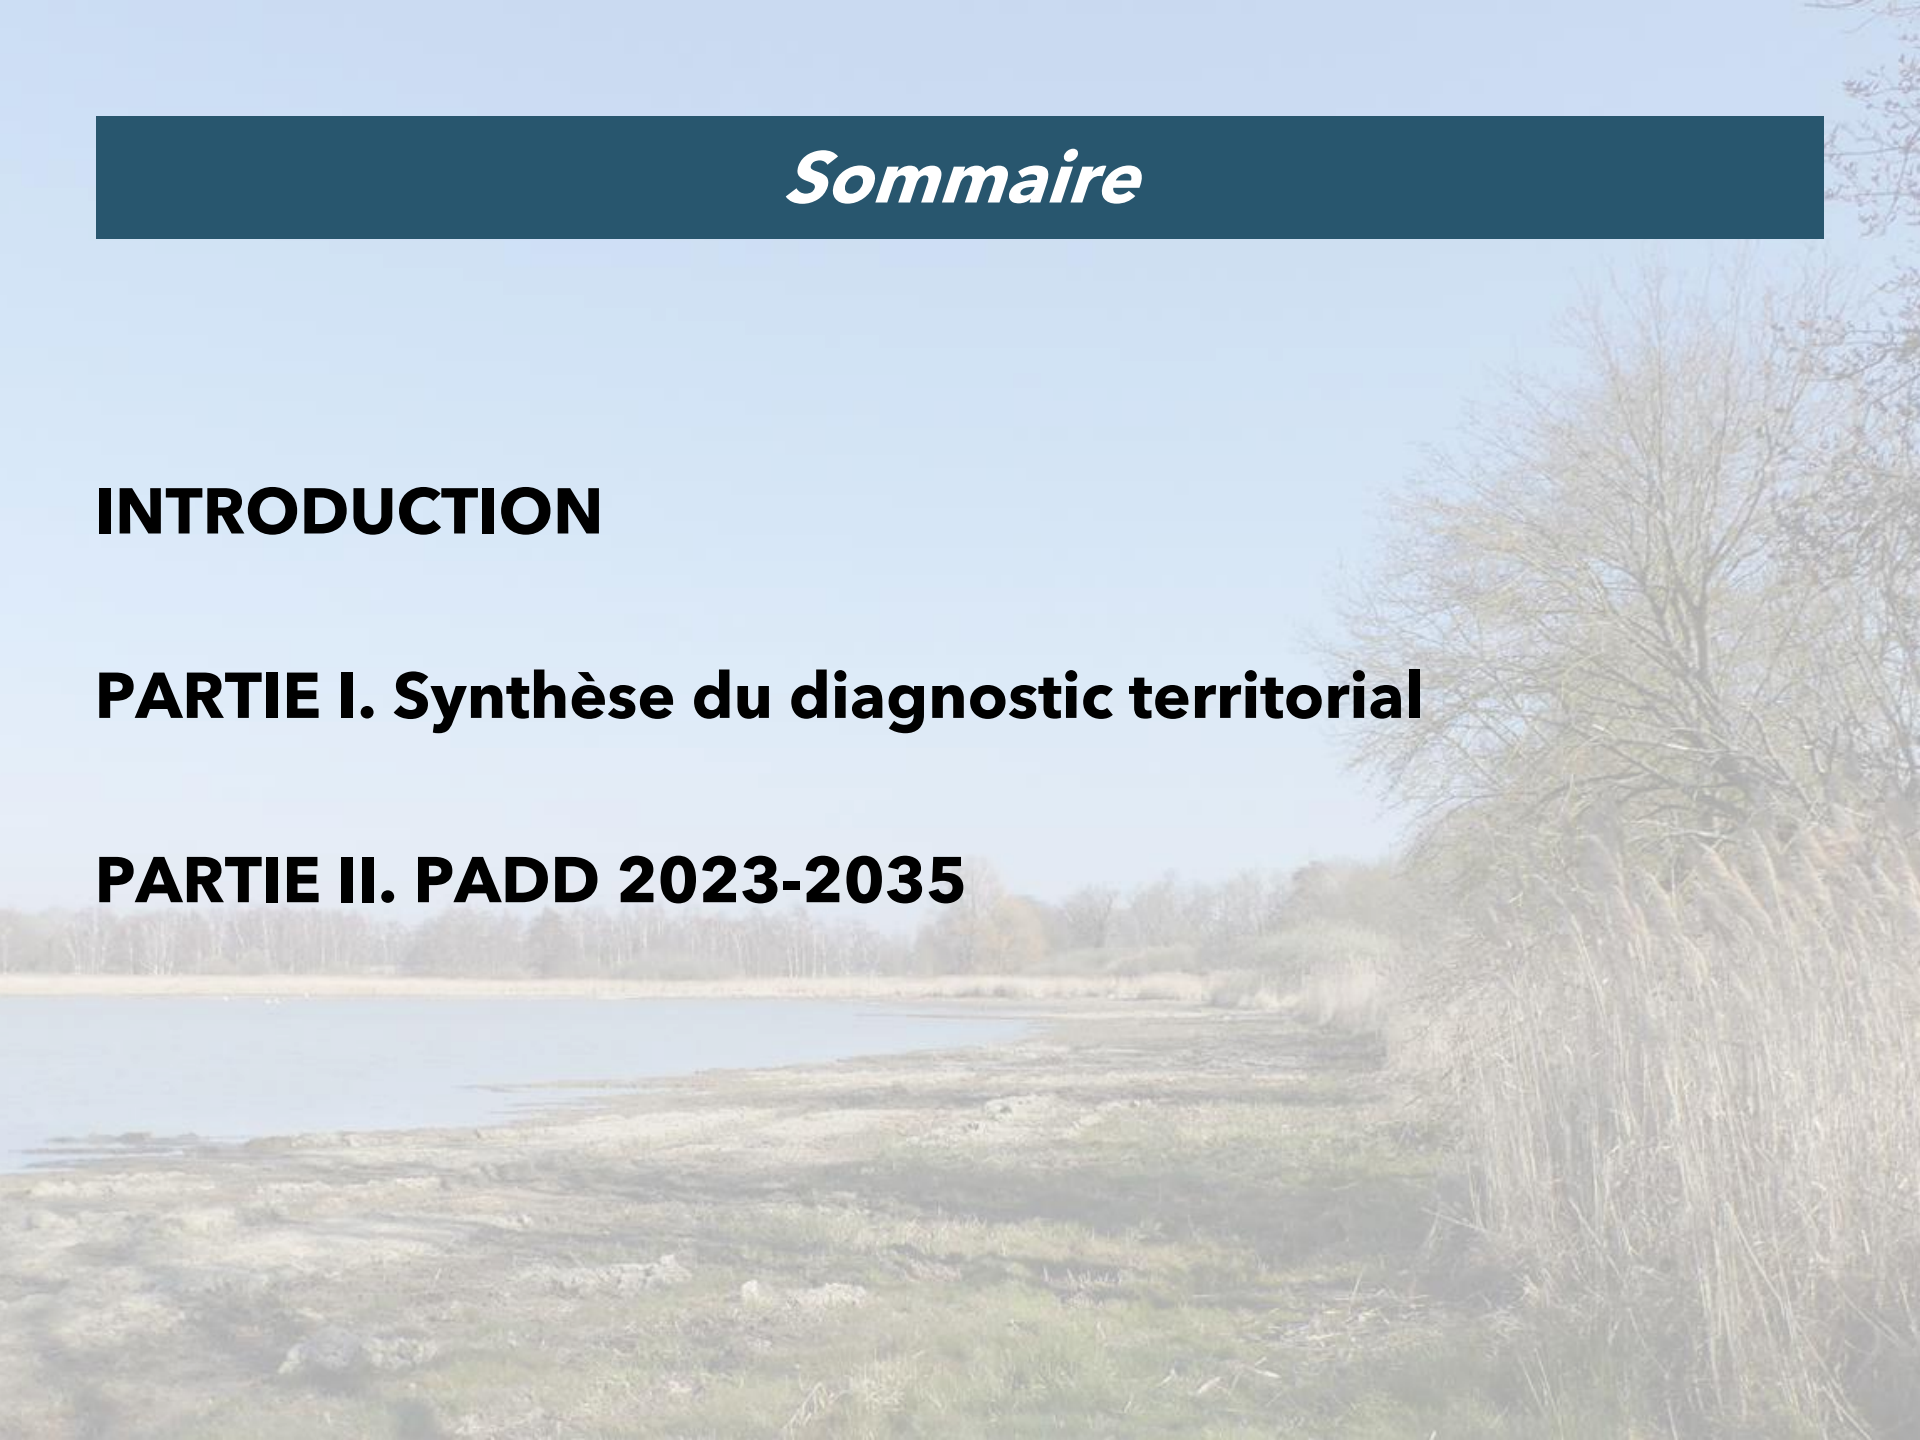 Sommaire
INTRODUCTION
PARTIE I. Synthèse du diagnostic territorial
PARTIE II. PADD 2023-2035